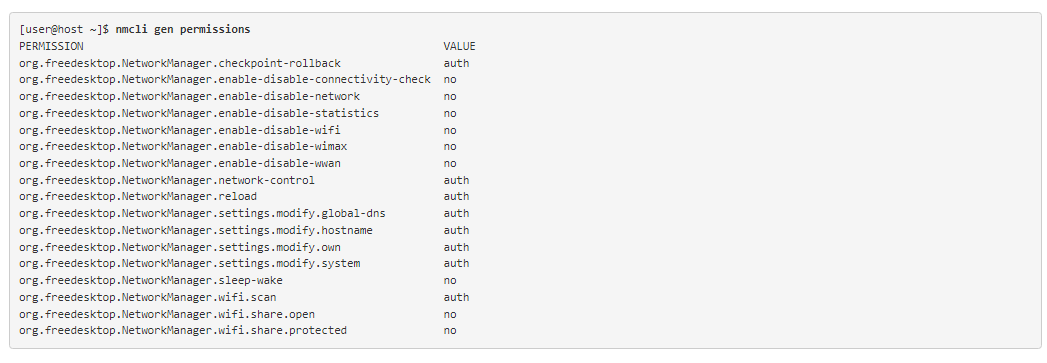 [user@host ~]$ nmcli gen permissions
PERMISSION VALUE
org.freedesktop.NetworkManager.checkpoint-rollback auth
org.freedesktop.NetworkManager.enable-disable-connectivity-check no
org.freedesktop.NetworkManager.enable-disable-network no
org.freedesktop.NetworkManager.enable-disable-statistics no
org.freedesktop.NetworkManager.enable-disable-wifi no
org.freedesktop.NetworkManager.enable-disable-wimax no
org.freedesktop.NetworkManager.enable-disable-wwan no
org.freedesktop.NetworkManager.network-control auth
org.freedesktop.NetworkManager.reload auth
org.freedesktop.NetworkManager.settings.modify.global-dns auth
org.freedesktop.NetworkManager.settings.modify.hostname auth
org.freedesktop.NetworkManager.settings.modify.own auth
org.freedesktop.NetworkManager.settings.modify.system auth
org.freedesktop.NetworkManager.sleep-wake no
org.freedesktop.NetworkManager.wifi.scan auth
org.freedesktop.NetworkManager.wifi.share.open no
org.freedesktop.NetworkManager.wifi.share.protected no